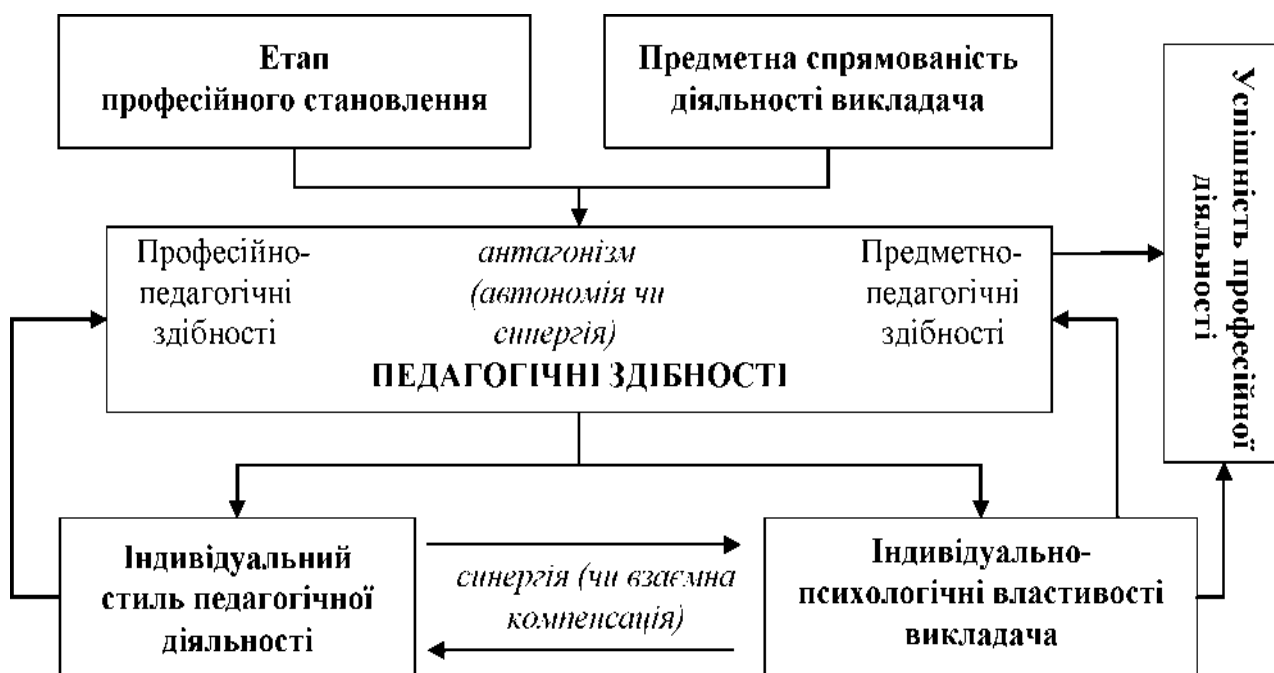 Етап
професійного становлення
Предметна спрямованість
діяльності викладача
Успішність професійної
діяльності
Професійно-
педагогічні
здібності
антагонізм
(автономія чи
синергія)
Предметно-
педагогічні
здібності
ПЕДАГОГІЧНІ ЗДІБНОСТІ
Індивідуальний
стиль педагогічної
діяльності
синергія (чи взаємна
компенсація)
Індивідуально-
психологічні властивості
викладача